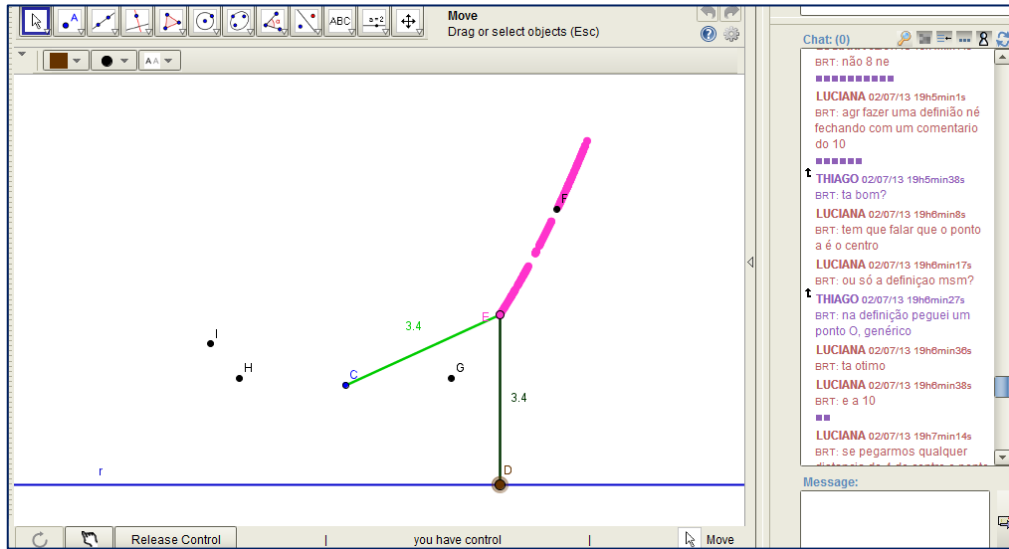 ABC
a=2
Move
Drag or select objects (Esc)
AA
F
E
3.4
I
H
C
G
3.4
r
D
Release Control
you have control
Move
Chat: (0)
BRT: não 8 ne
LUCIANA 02/07/13 19h5min1s
BRT: agr fazer uma definião né
fechando com um comentario
do 10
THIAGO 02/07/13 19h5min38s
BRT: ta bom?
LUCIANA 02/07/13 19h6min8s
BRT: tem que falar que o ponto
a é o centro
LUCIANA 02/07/13 19h6min17s
BRT: ou só a definiçao msm?
THIAGO 02/07/13 19h6min27s
BRT: na definição peguei um
ponto O, genérico
LUCIANA 02/07/13 19h6min36s
BRT: ta otimo
LUCIANA 02/07/13 19h6min38s
BRT: e a 10
LUCIANA 02/07/13 19h7min14s
BRT: se pegarmos qualquer
Message: